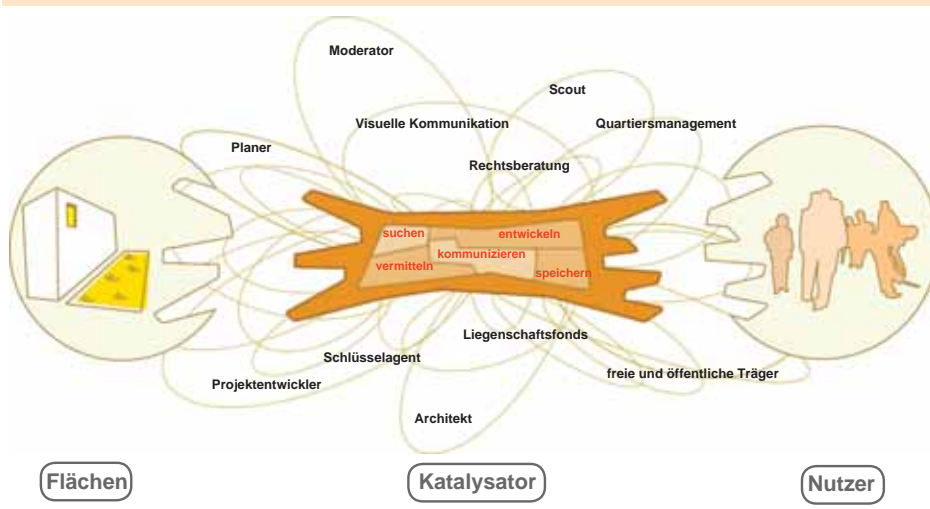 Moderator
Scout
Visuelle Kommunikation
Quartiersmanagement
Planer
Rechtsberatung
suchen
entwickeln
kommunizieren
vermitteln
speichern
Liegenschaftsfonds
Schlüsselagent
freie und öffentliche Träger
Projektentwickler
Architekt
Flächen
Katalysator
Nutzer